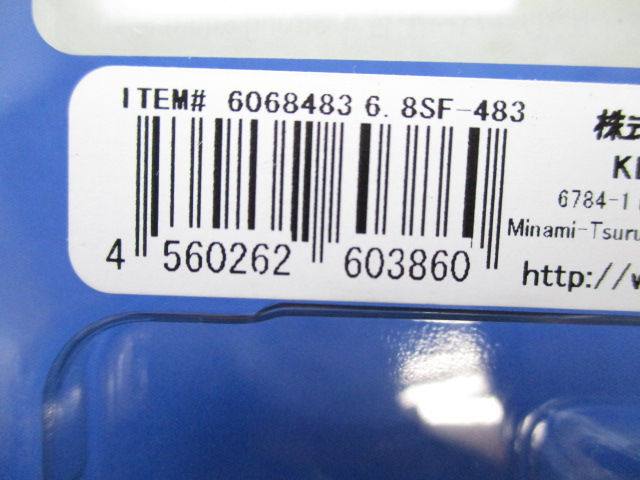 ITEM# 6068483 6.8SF-483
株式
KI
6784-1
Minami-Tsuru
http://w
4 560262 603860